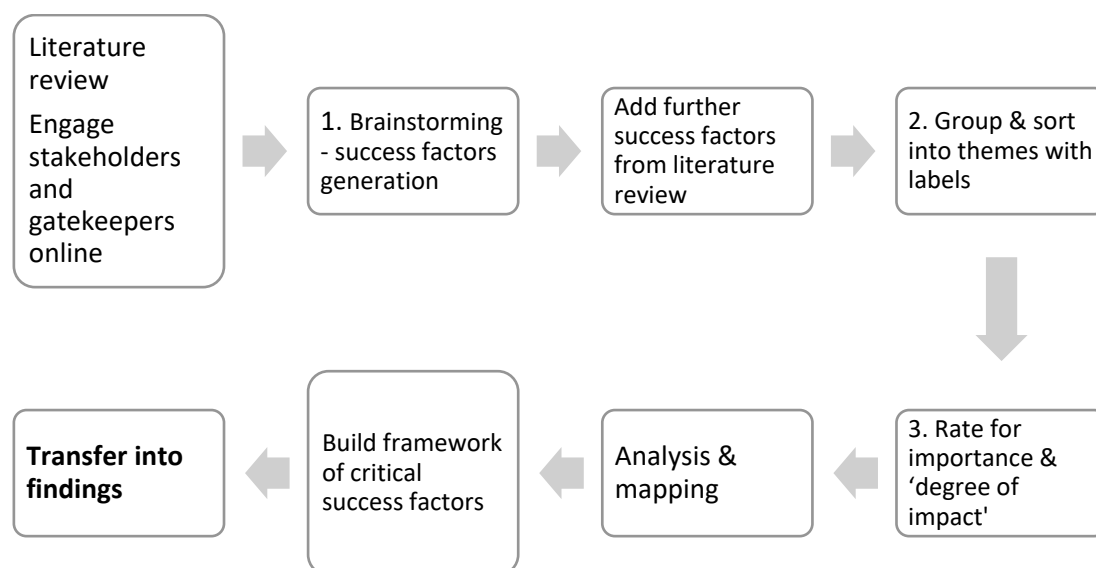 Literature
review
Engage
stakeholders
and
gatekeepers
online
1. Brainstorming
- success factors
generation
Add further
success factors
from literature
review
2. Group & sort
into themes with
labels
3. Rate for
importance &
‘degree of
impact'
Analysis &
mapping
Build framework
of critical
success factors
Transfer into
findings